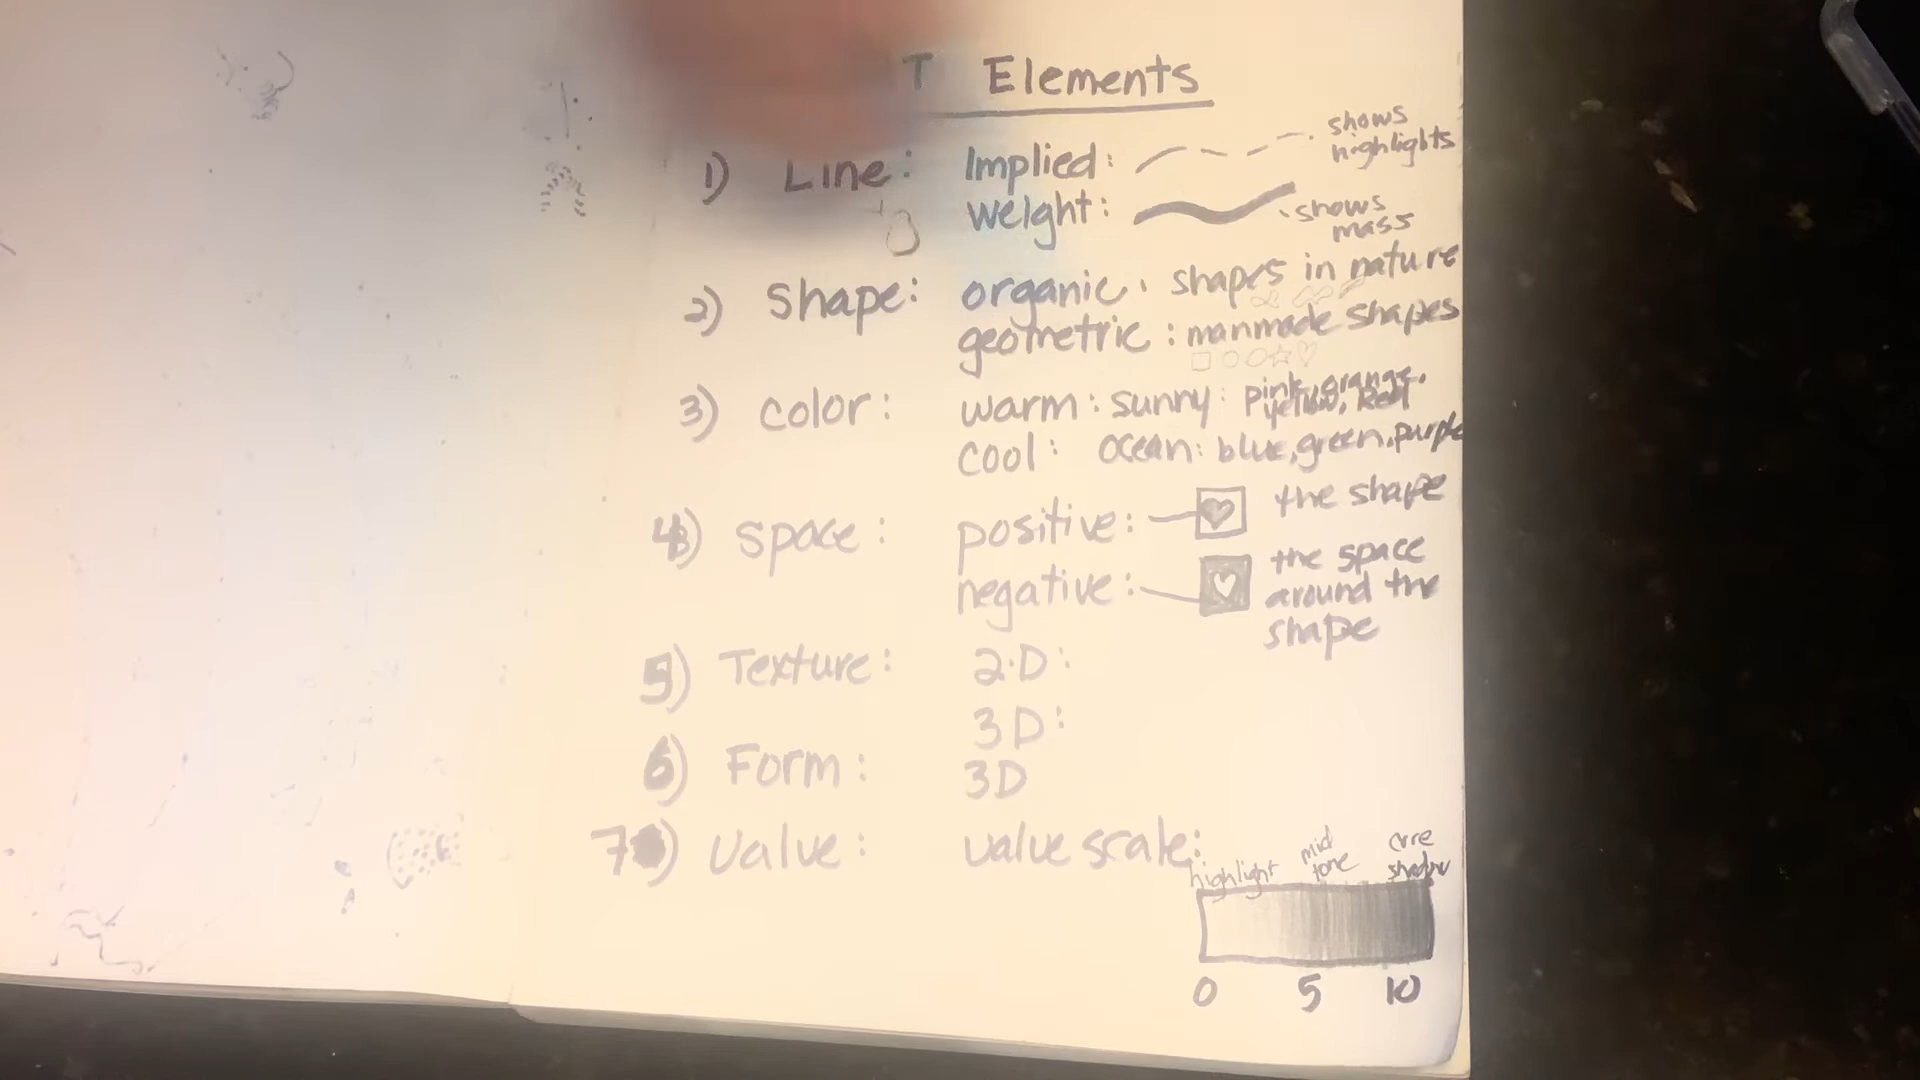 T Elements
1) Line: Implied: shows highlights
weight: shows mass
2) Shape: organic: shapes in nature
geometric: manmade shapes
3) color: warm: sunny: pink, orange, yellow, Red
cool: ocean: blue, green, purple
4) space: positive: the shape
negative: the space around the shape
5) Texture: 2-D:
3D:
6) Form: 3D
7) value: value scale:
highlight mid tone core shadow
0 5 10